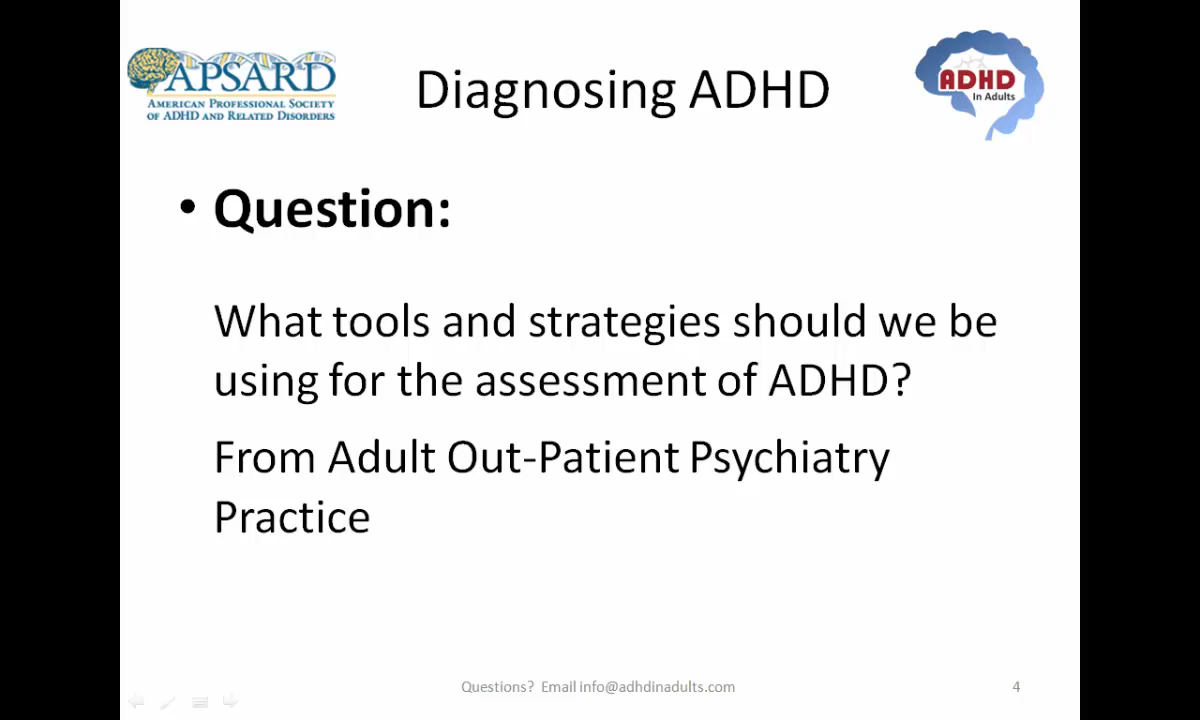 APSARD
AMERICAN PROFESSIONAL SOCIETY
OF ADHD AND RELATED DISORDERS
Diagnosing ADHD
ADHD
In Adults
• Question:
What tools and strategies should we be
using for the assessment of ADHD?
From Adult Out-Patient Psychiatry
Practice
Questions? Email info@adhdinadults.com
4